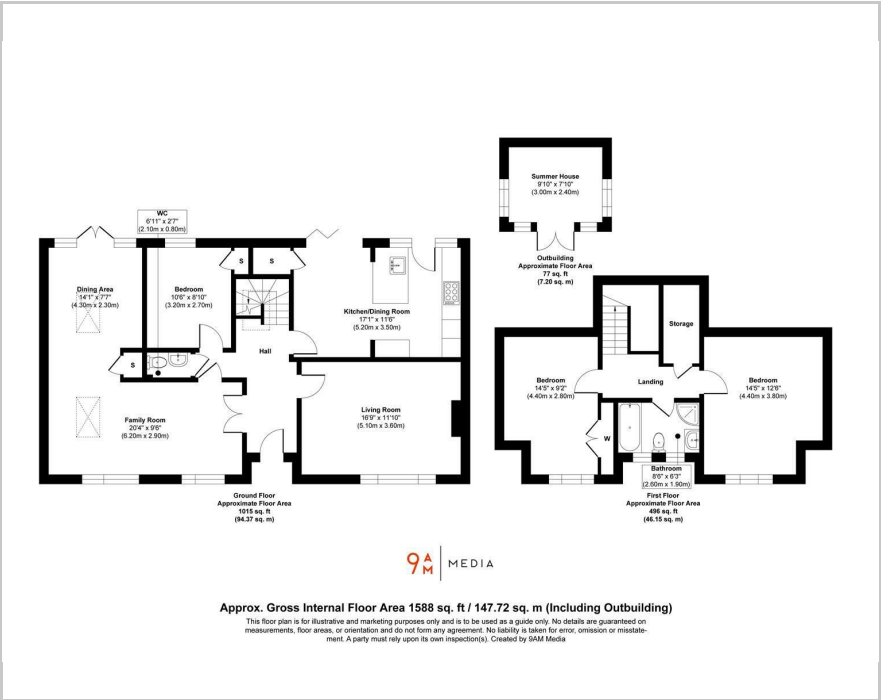 Summer House
9'10" x 7'10"
(3.00m x 2.40m)
Outbuilding
Approximate Floor Area
77 sq. ft
(7.20 sq. m)
WC
6'11" x 2'7"
(2.10m x 0.80m)
Dining Area
14'1" x 7'7"
(4.30m x 2.30m)
Bedroom
10'6" x 8'10"
(3.20m x 2.70m)
S
S
Kitchen/Dining Room
17'1" x 11'6"
(5.20m x 3.50m)
Hall
S
Family Room
20'4" x 9'6"
(6.20m x 2.90m)
Living Room
16'9" x 11'10"
(5.10m x 3.60m)
Ground Floor
Approximate Floor Area
1015 sq. ft
(94.37 sq. m)
Storage
Bedroom
14'5" x 9'2"
(4.40m x 2.80m)
Landing
Bedroom
14'5" x 12'6"
(4.40m x 3.80m)
W
Bathroom
8'6" x 6'3"
(2.60m x 1.90m)
First Floor
Approximate Floor Area
496 sq. ft
(46.15 sq. m)
9AM MEDIA
Approx. Gross Internal Floor Area 1588 sq. ft / 147.72 sq. m (Including Outbuilding)
This floor plan is for illustrative and marketing purposes only and is to be used as a guide only. No details are guaranteed on
measurements, floor areas, or orientation and do not form any agreement. No liability is taken for error, omission or misstate-
ment. A party must rely upon its own inspection(s). Created by 9AM Media